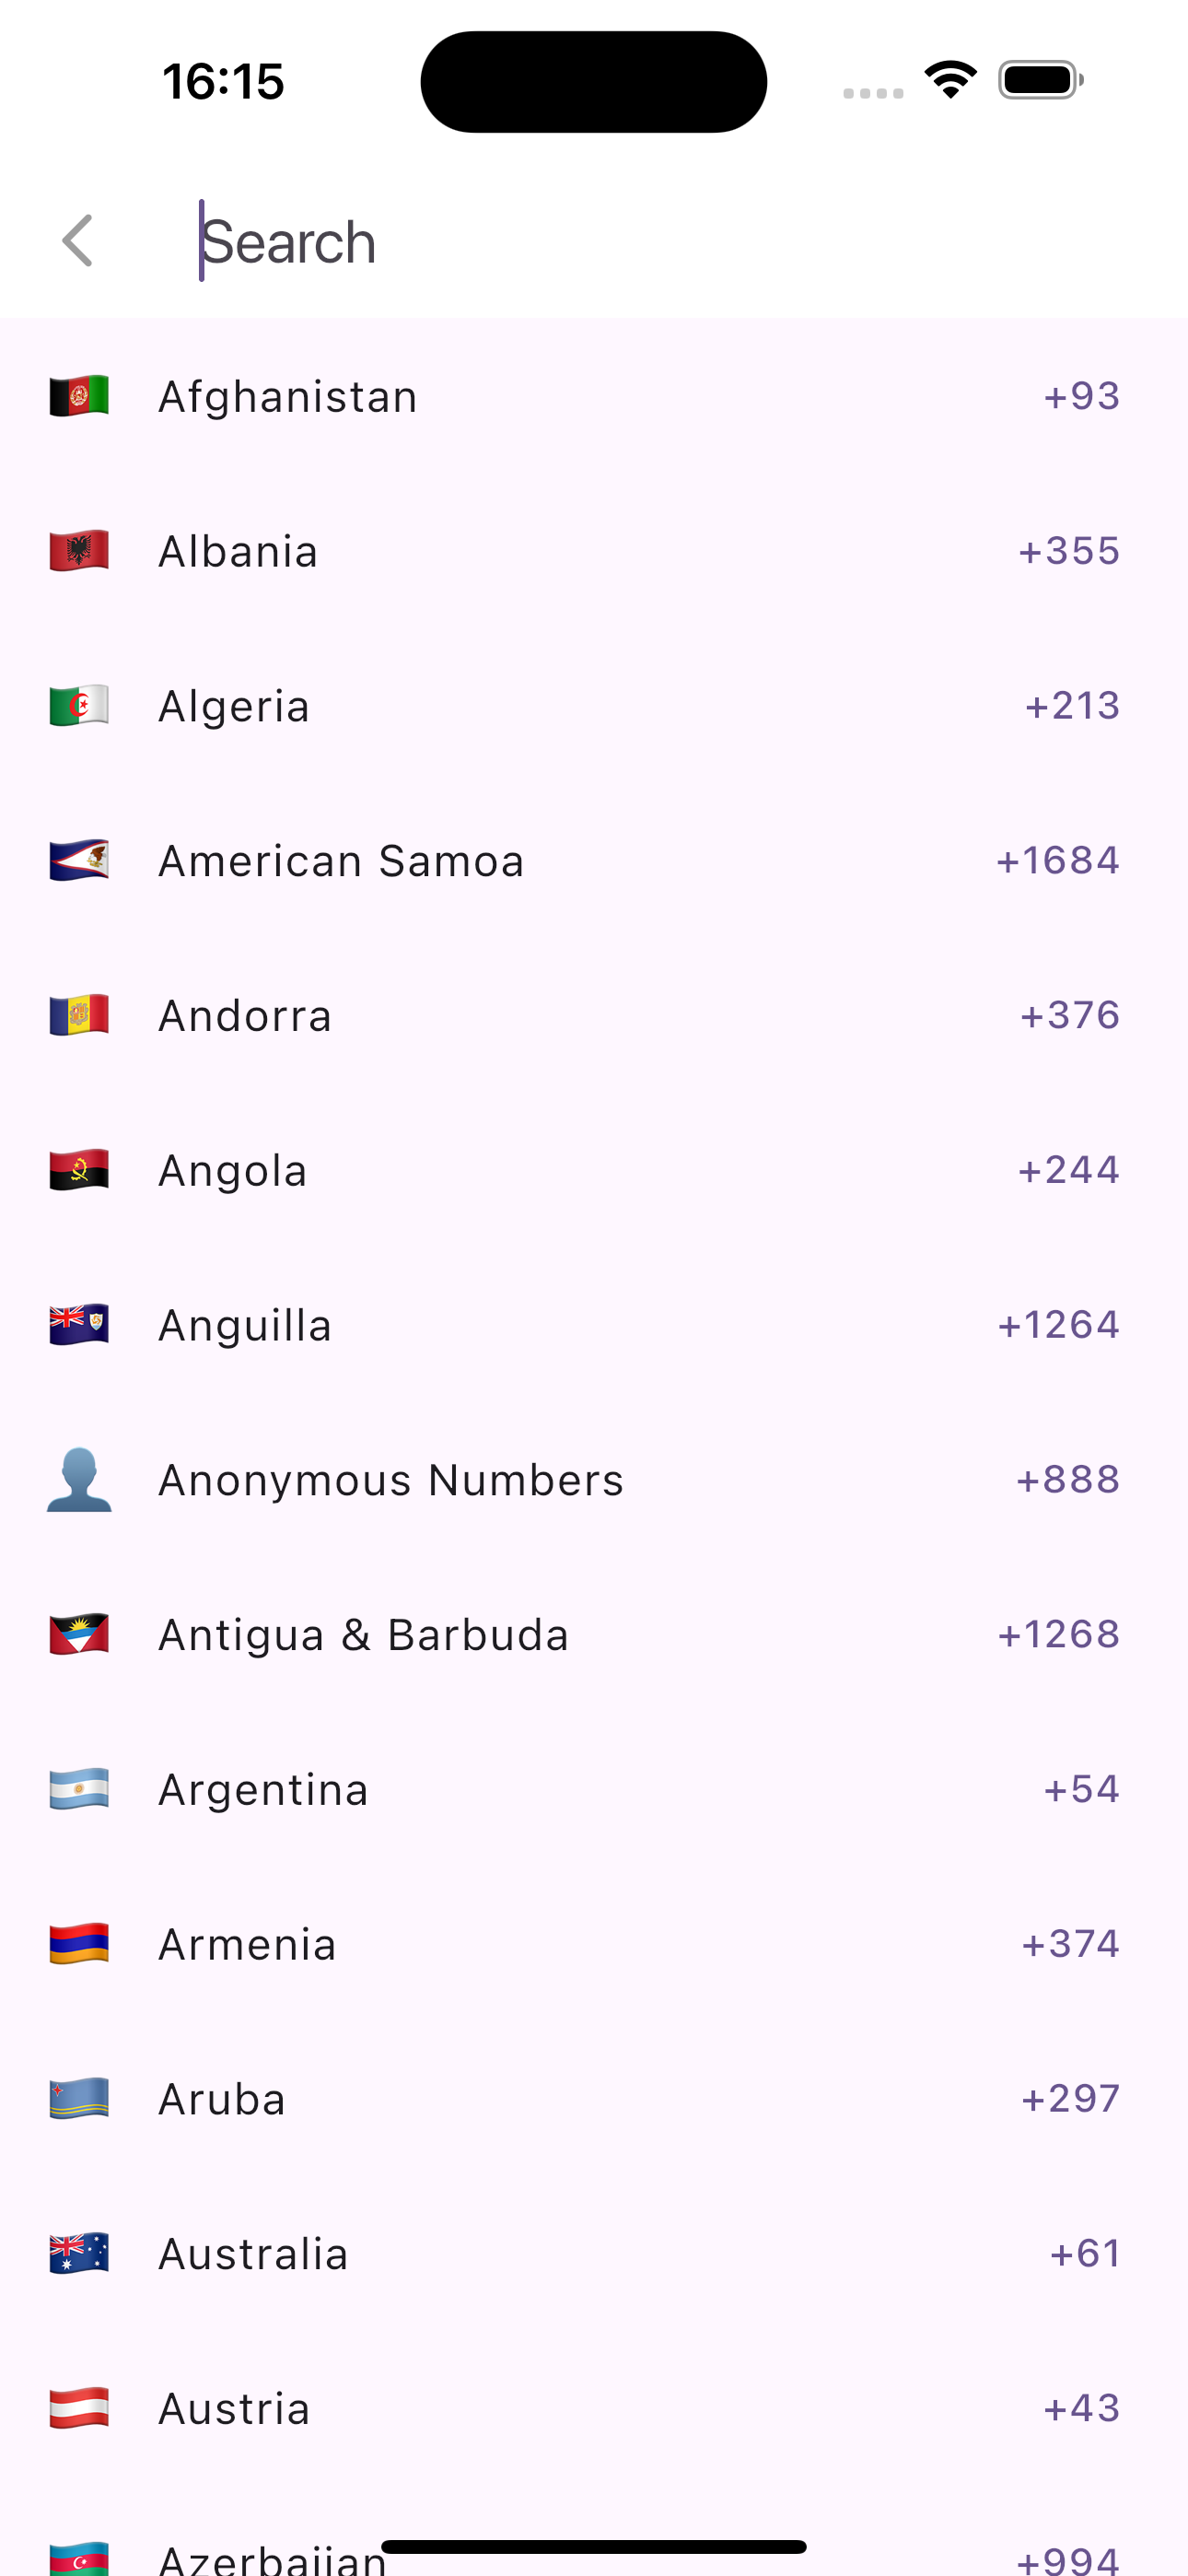 16:15
Search
Afghanistan +93
Albania +355
Algeria +213
American Samoa +1684
Andorra +376
Angola +244
Anguilla +1264
Anonymous Numbers +888
Antigua & Barbuda +1268
Argentina +54
Armenia +374
Aruba +297
Australia +61
Austria +43
Azerbaijan +994